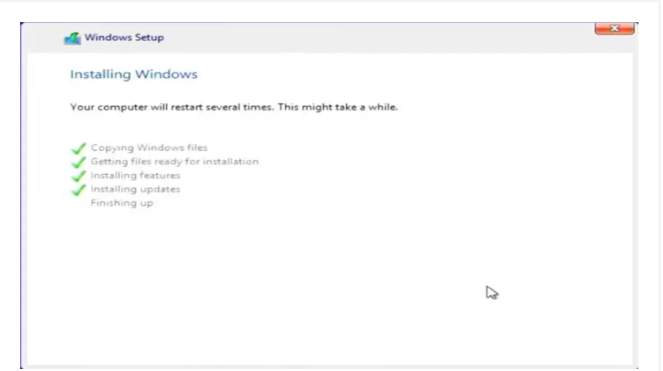 Windows Setup
Installing Windows
Your computer will restart several times. This might take a while.
Copying Windows files
Getting files ready for installation
Installing features
Installing updates
Finishing up